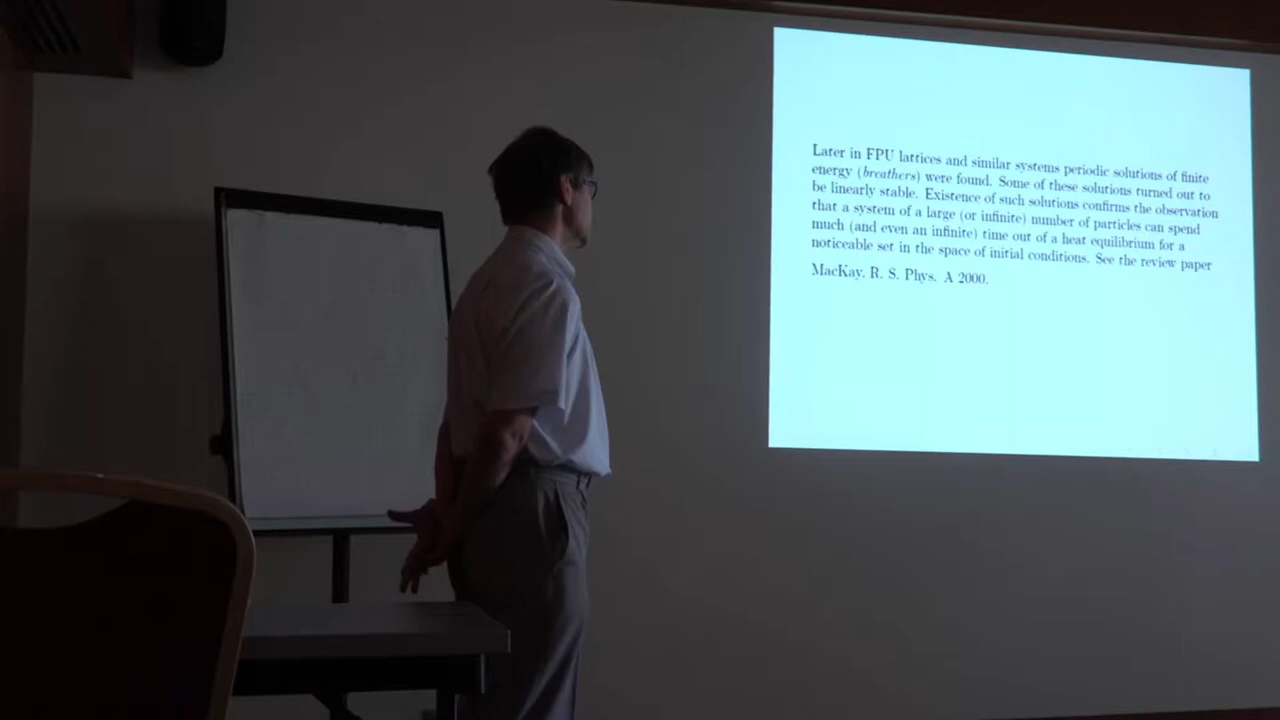 Later in FPU lattices and similar systems periodic solutions of finite
energy (breathers) were found. Some of these solutions turned out to
be linearly stable. Existence of such solutions confirms the observation
that a system of a large (or infinite) number of particles can spend
much (and even an infinite) time out of a heat equilibrium for a
noticeable set in the space of initial conditions. See the review paper
MacKay, R. S. Phys. A 2000.